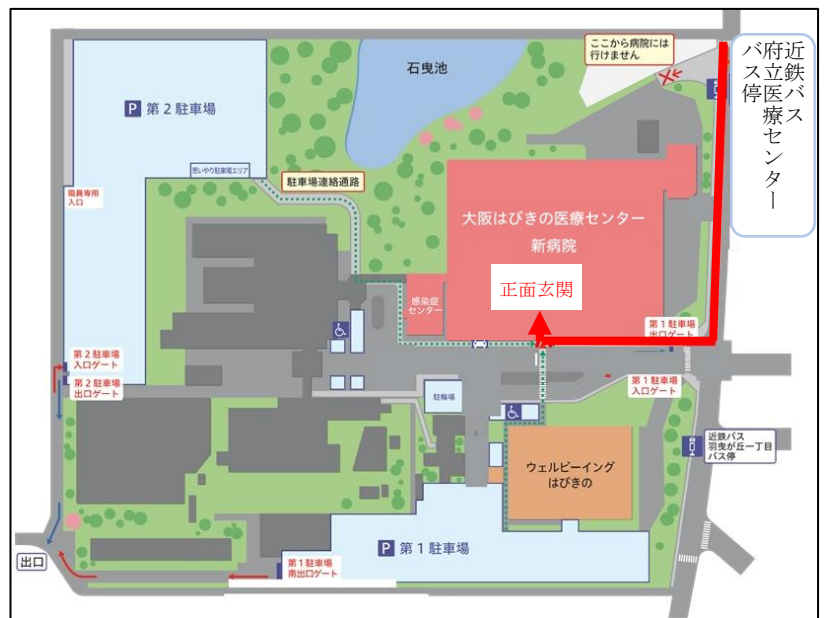 ここから病院には
行けません
近鉄バス
府立医療センター
バス停
石曳池
P 第2駐車場
思いやり駐車場エリア
駐車場連絡通路
職員専用
入口
大阪はびきの医療センター
新病院
正面玄関
感染症
センター
第1駐車場
出口ゲート
第2駐車場
入口ゲート
第2駐車場
出口ゲート
第1駐車場
入口ゲート
駐輪場
近鉄バス
羽曳が丘一丁目
バス停
ウェルビーイング
はびきの
P 第1駐車場
出口
第1駐車場
南出口ゲート